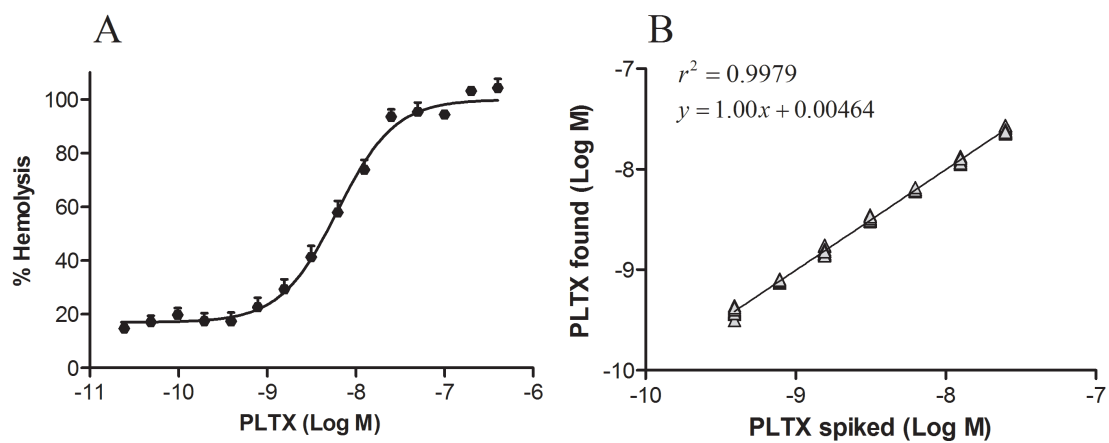 A
% Hemolysis
100
80
60
40
20
0
-11 -10 -9 -8 -7 -6
PLTX (Log M)
B
r² = 0.9979
y = 1.00x + 0.00464
PLTX found (Log M)
-7
-8
-9
-10
-10 -9 -8 -7
PLTX spiked (Log M)